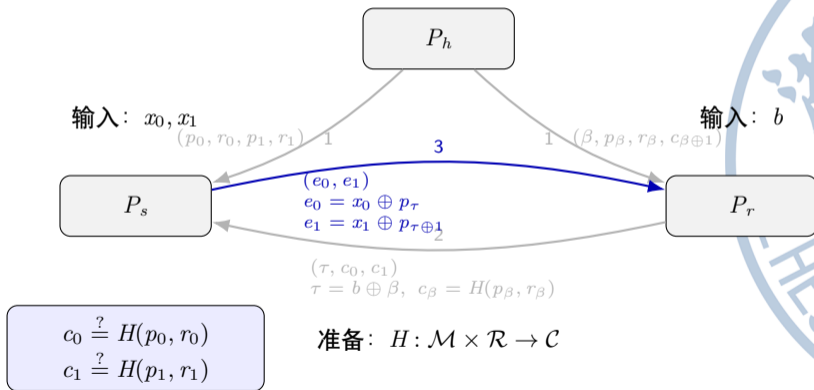 P_h
输入：x_0, x_1
输入：b
(p_0, r_0, p_1, r_1)
1
1
(β, p_β, r_β, c_{β⊕1})
3
P_s
P_r
(e_0, e_1)
e_0 = x_0 ⊕ p_τ
e_1 = x_1 ⊕ p_{τ⊕1}
2
(τ, c_0, c_1)
τ = b ⊕ β, c_β = H(p_β, r_β)
c_0 ≟ H(p_0, r_0)
c_1 ≟ H(p_1, r_1)
准备：H: M × R → C